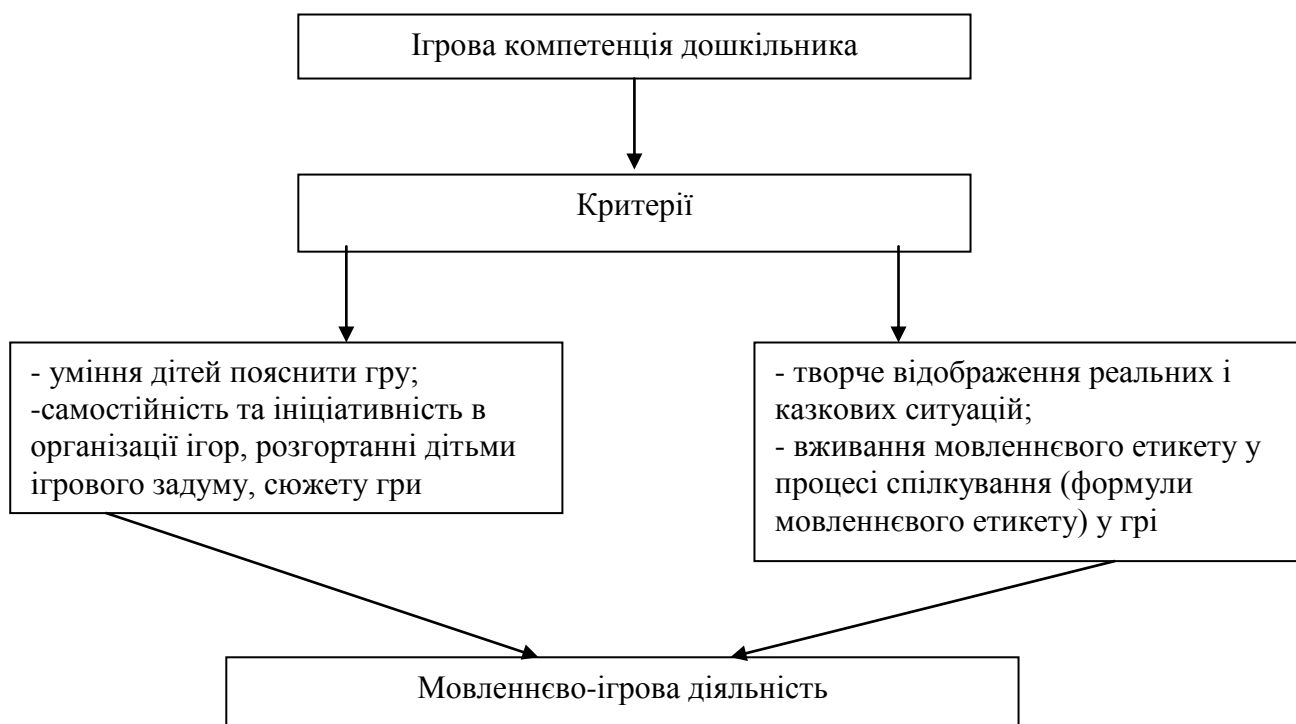 Ігрова компетенція дошкільника
Критерії
- уміння дітей пояснити гру;
-самостійність та ініціативність в
організації ігор, розгортанні дітьми
ігрового задуму, сюжету гри
- творче відображення реальних і
казкових ситуацій;
- вживання мовленнєвого етикету у
процесі спілкування (формули
мовленнєвого етикету) у грі
Мовленнєво-ігрова діяльність